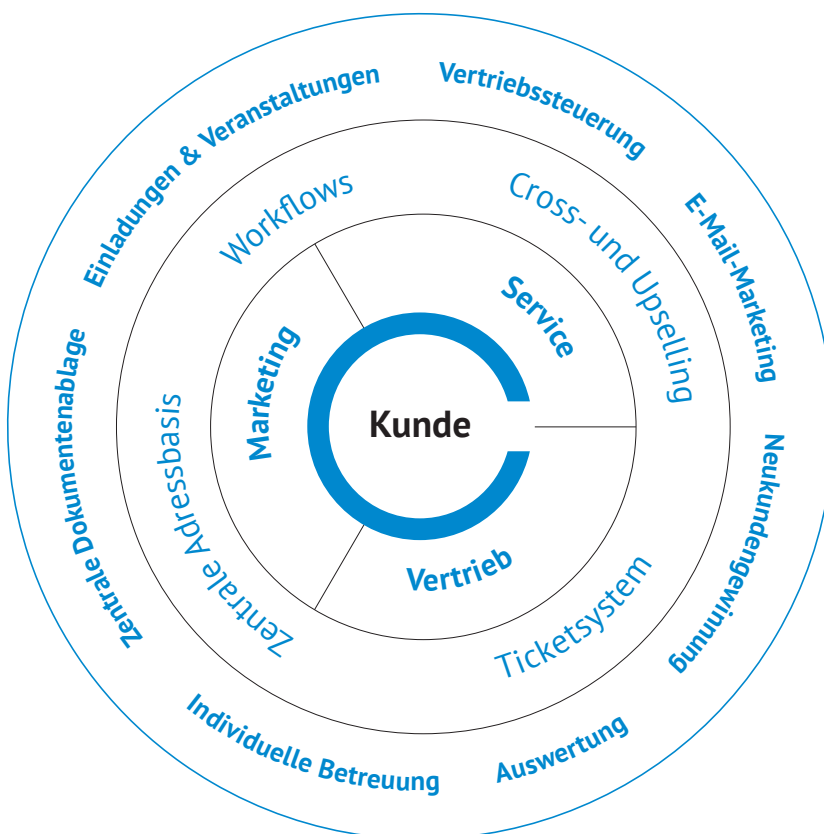 Einladungen & Veranstaltungen
Vertriebssteuerung
E-Mail-Marketing
Neukundengewinnung
Auswertung
Individuelle Betreuung
Zentrale Dokumentenablage
Workflows
Cross- und Upselling
Ticketsystem
Zentrale Adressbasis
Marketing
Service
Vertrieb
Kunde